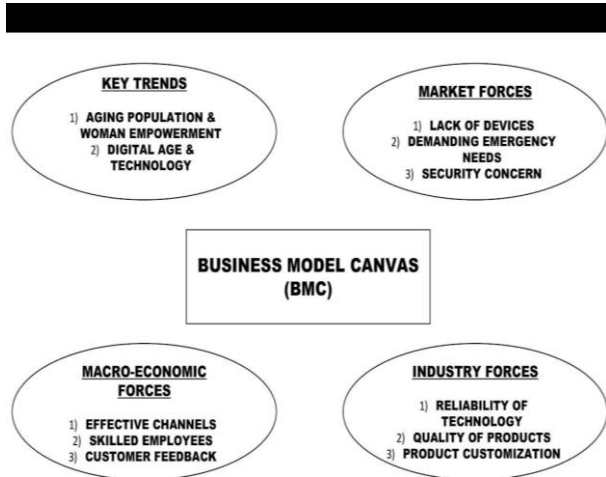 KEY TRENDS
1) AGING POPULATION &
WOMAN EMPOWERMENT
2) DIGITAL AGE &
TECHNOLOGY
MARKET FORCES
1) LACK OF DEVICES
2) DEMANDING EMERGENCY
NEEDS
3) SECURITY CONCERN
BUSINESS MODEL CANVAS
(BMC)
MACRO-ECONOMIC
FORCES
1) EFFECTIVE CHANNELS
2) SKILLED EMPLOYEES
3) CUSTOMER FEEDBACK
INDUSTRY FORCES
1) RELIABILITY OF
TECHNOLOGY
2) QUALITY OF PRODUCTS
3) PRODUCT CUSTOMIZATION